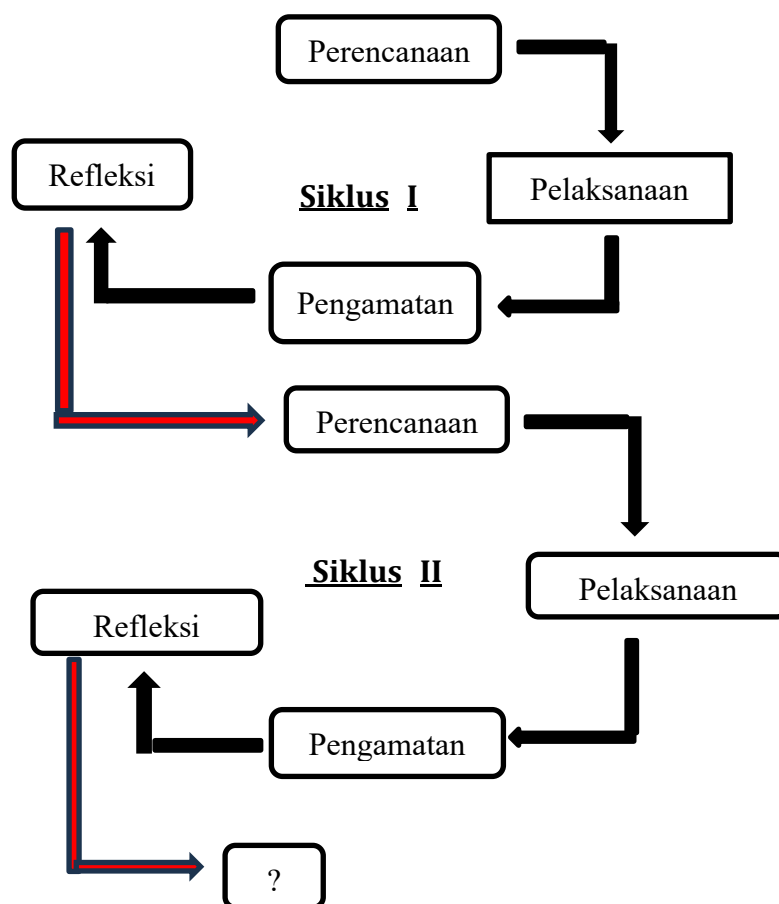 Perencanaan
Refleksi
Siklus I
Pelaksanaan
Pengamatan
Perencanaan
Siklus II
Pelaksanaan
Refleksi
Pengamatan
?